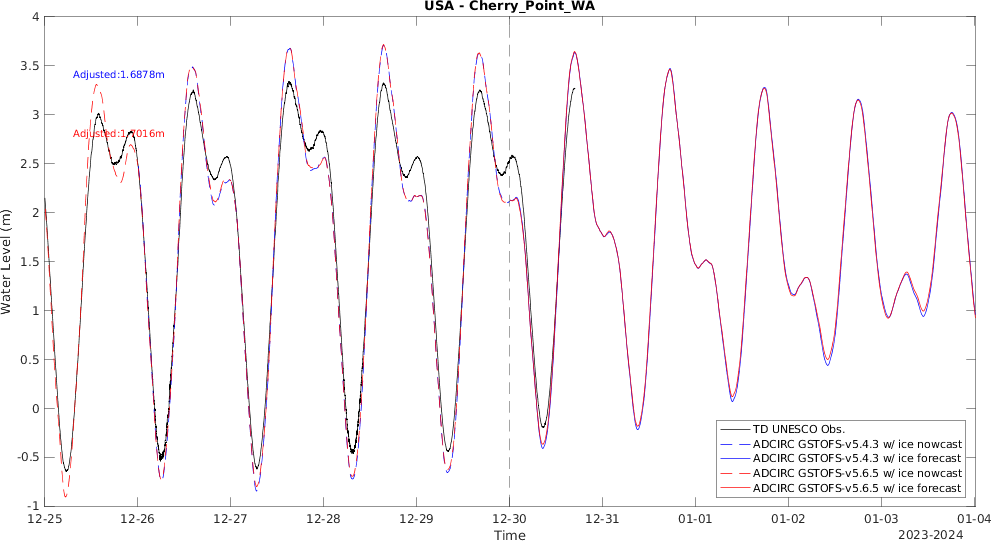 USA - Cherry_Point_WA
4
3.5
3
2.5
2
1.5
1
0.5
0
-0.5
-1
Water Level (m)
Adjusted:1.6878m
Adjusted:1.7016m
TD UNESCO Obs.
ADCIRC GSTOFS-v5.4.3 w/ ice nowcast
ADCIRC GSTOFS-v5.4.3 w/ ice forecast
ADCIRC GSTOFS-v5.6.5 w/ ice nowcast
ADCIRC GSTOFS-v5.6.5 w/ ice forecast
12-25 12-26 12-27 12-28 12-29 12-30 12-31 01-01 01-02 01-03 01-04
Time
2023-2024